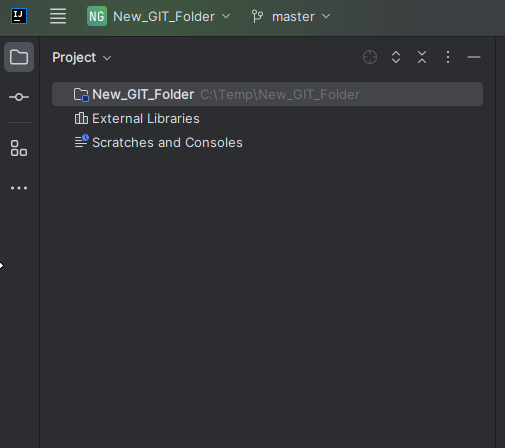 IJ NG New_GIT_Folder master
Project
New_GIT_Folder C:\Temp\New_GIT_Folder
External Libraries
Scratches and Consoles